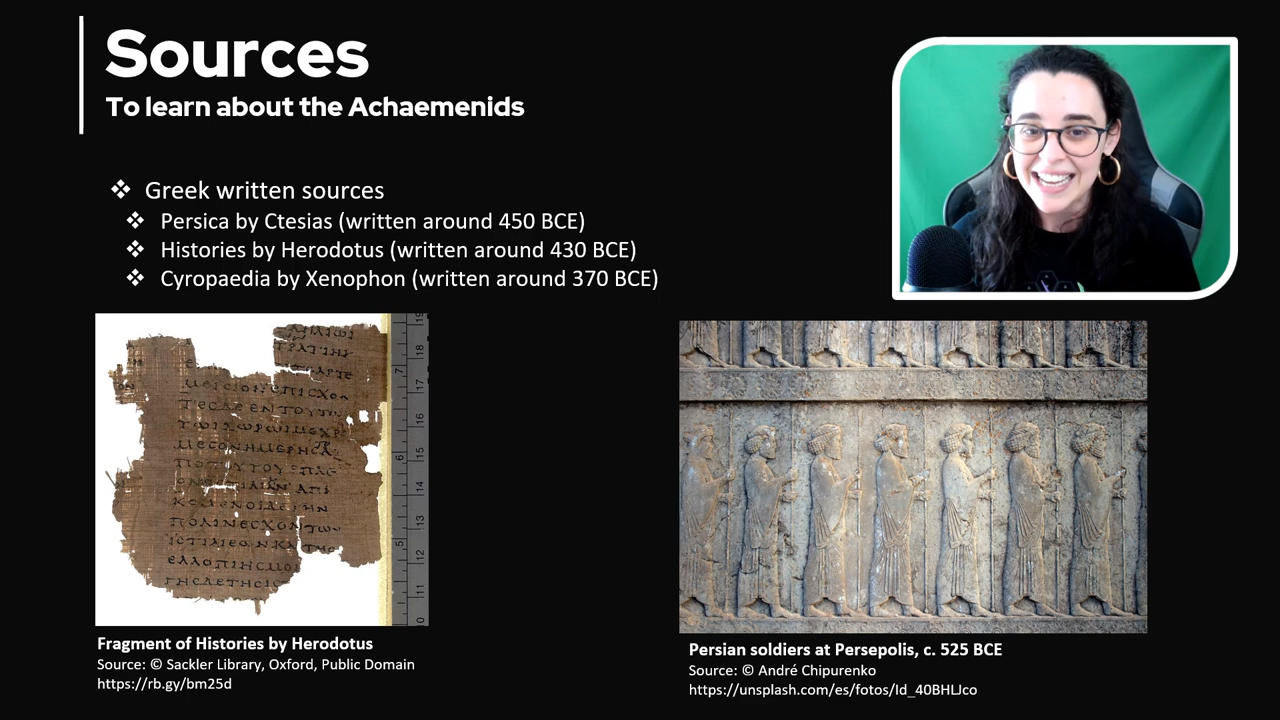 Sources
To learn about the Achaemenids
❖ Greek written sources
❖ Persica by Ctesias (written around 450 BCE)
❖ Histories by Herodotus (written around 430 BCE)
❖ Cyropaedia by Xenophon (written around 370 BCE)
Fragment of Histories by Herodotus
Source: © Sackler Library, Oxford, Public Domain
https://rb.gy/bm25d
Persian soldiers at Persepolis, c. 525 BCE
Source: © André Chipurenko
https://unsplash.com/es/fotos/Id_40BHLJco